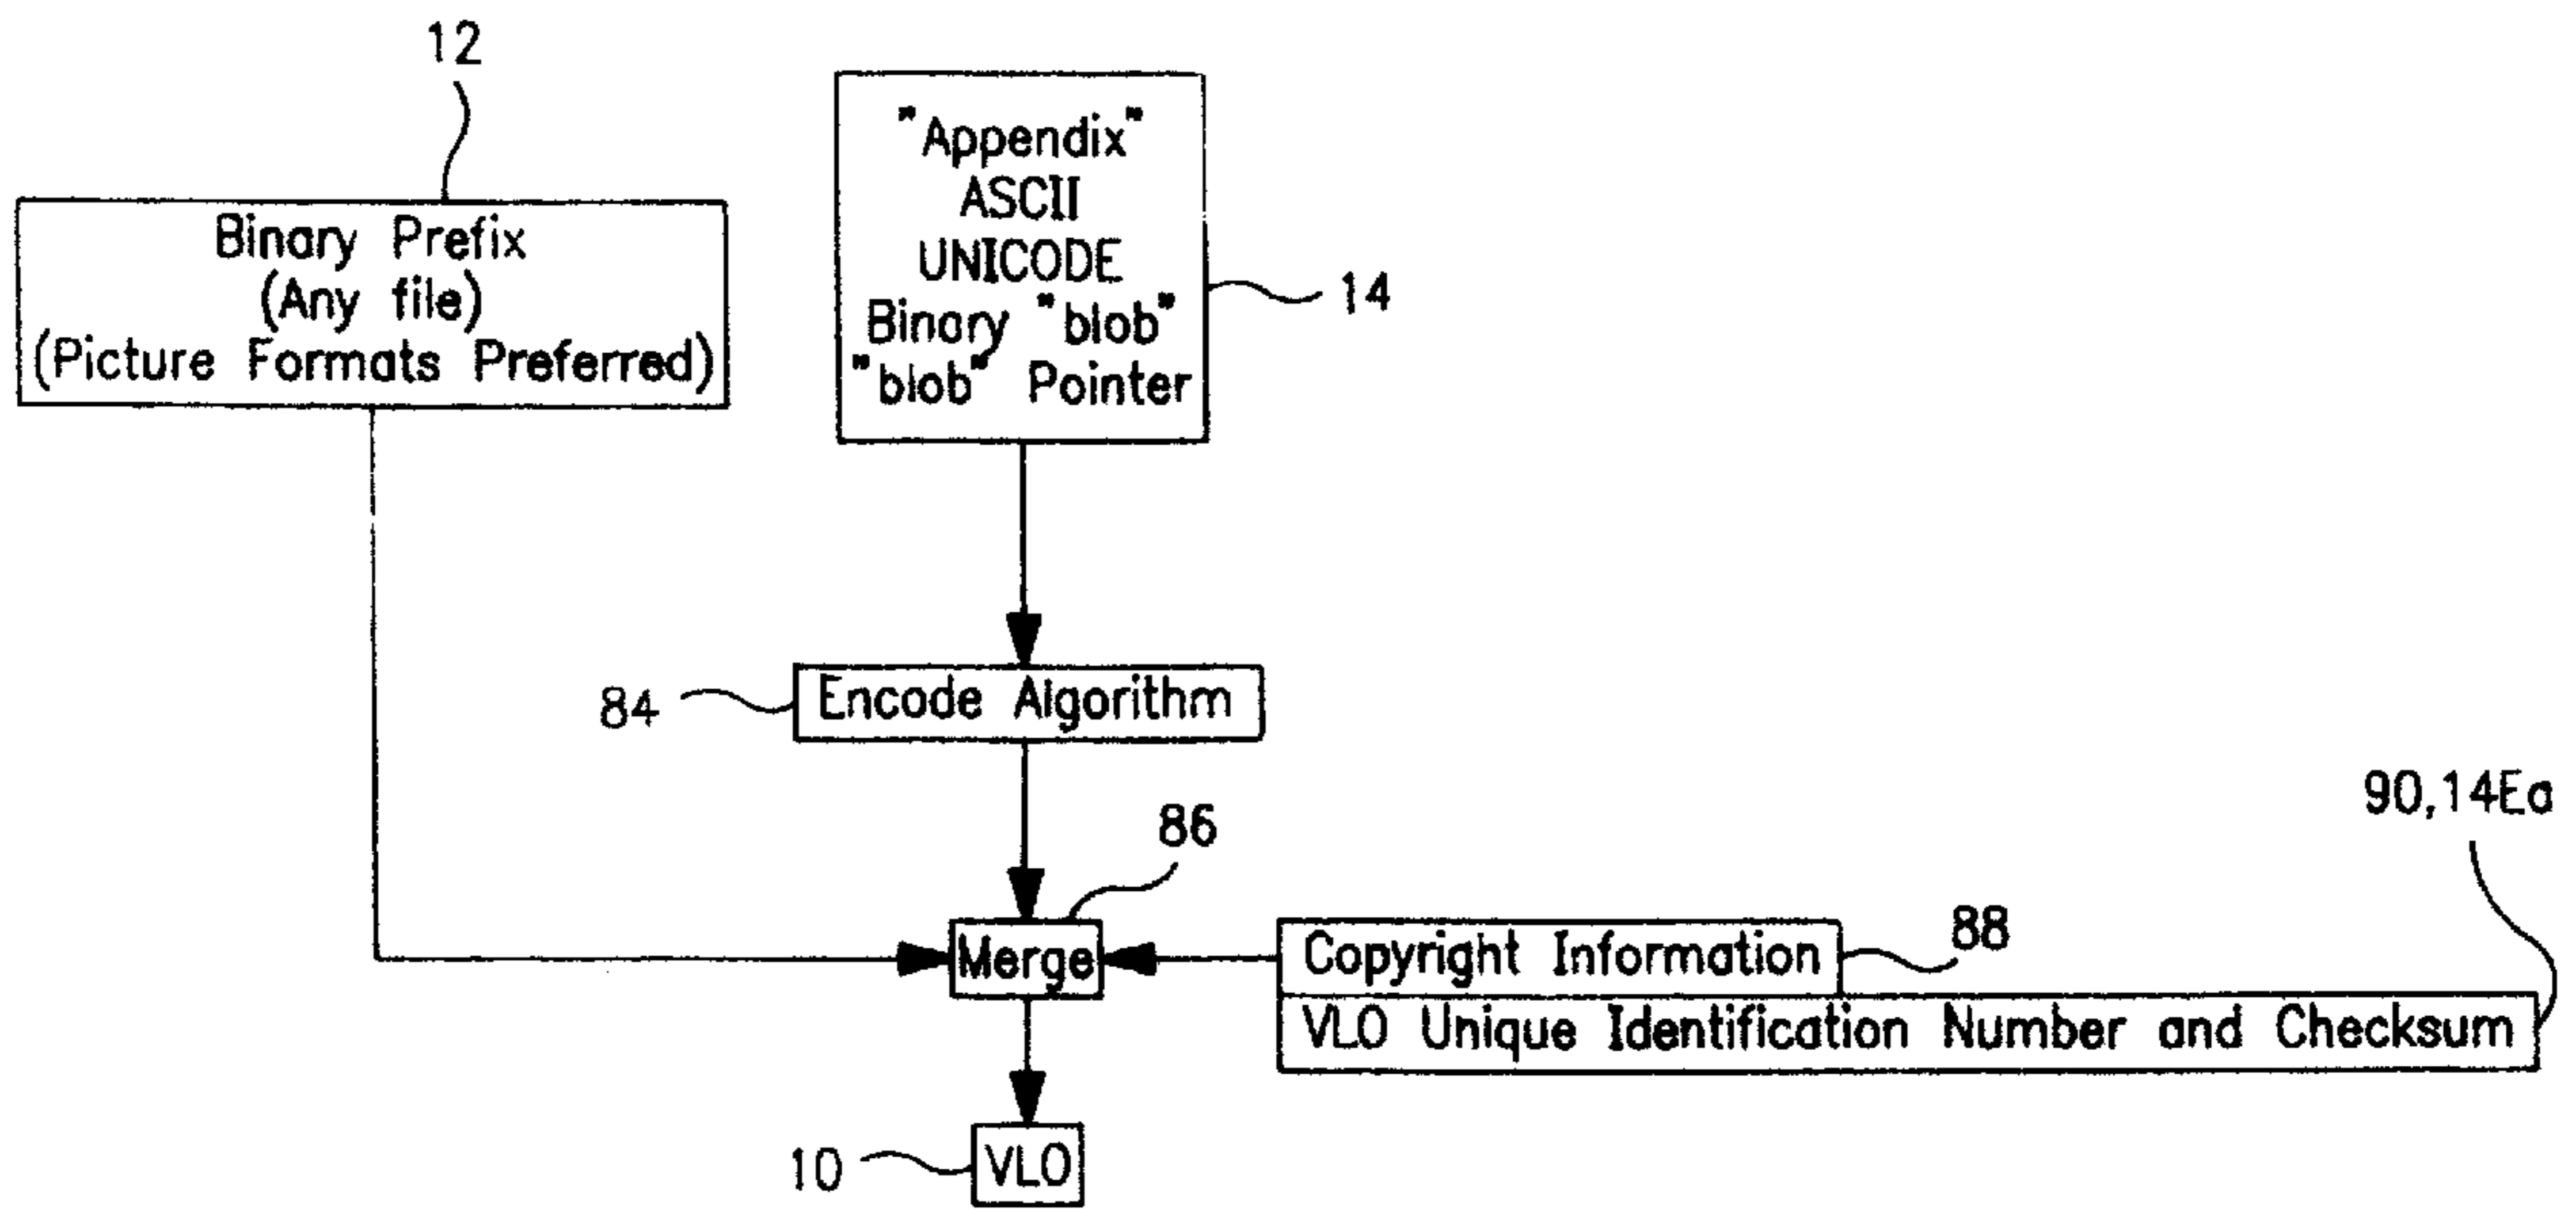 12
Binary Prefix
(Any file)
(Picture Formats Preferred)
"Appendix"
ASCII
UNICODE
Binary "blob"
"blob" Pointer
14
84
Encode Algorithm
86
90,14Ea
Merge
Copyright Information
88
VLO Unique Identification Number and Checksum
10
VLO